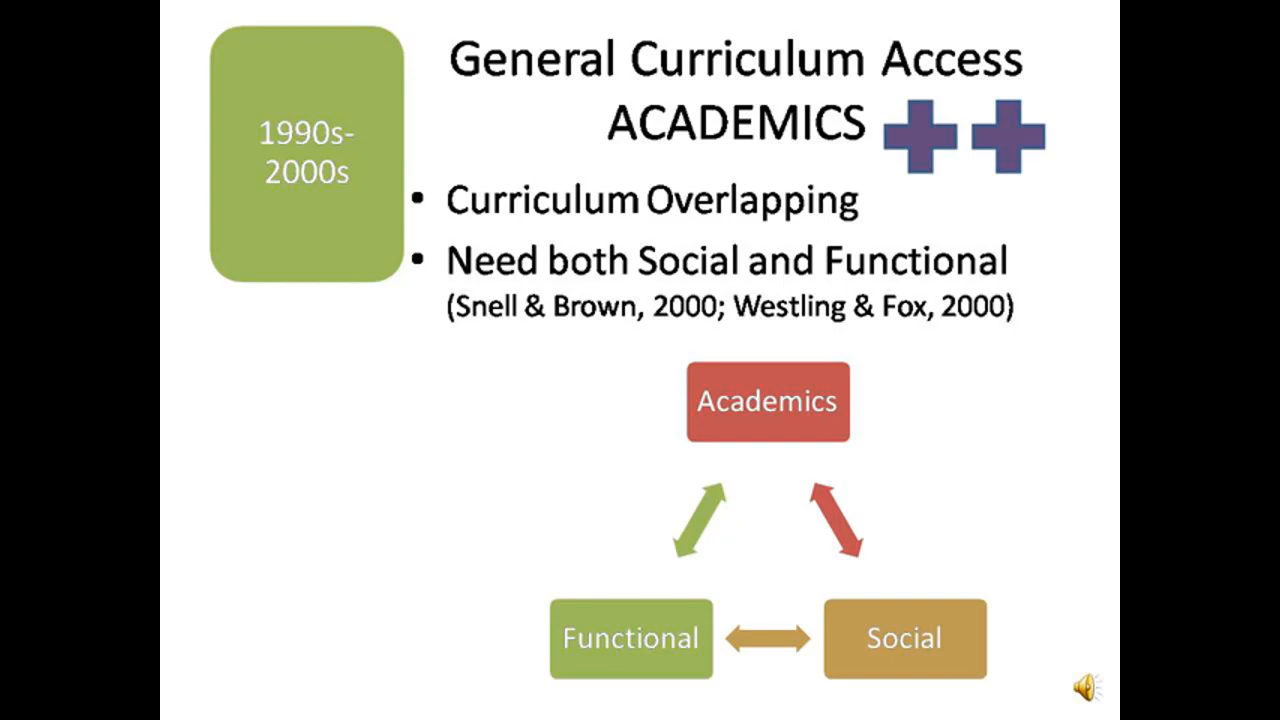 1990s-
2000s
General Curriculum Access
ACADEMICS
• Curriculum Overlapping
• Need both Social and Functional
(Snell & Brown, 2000; Westling & Fox, 2000)
Academics
Functional
Social